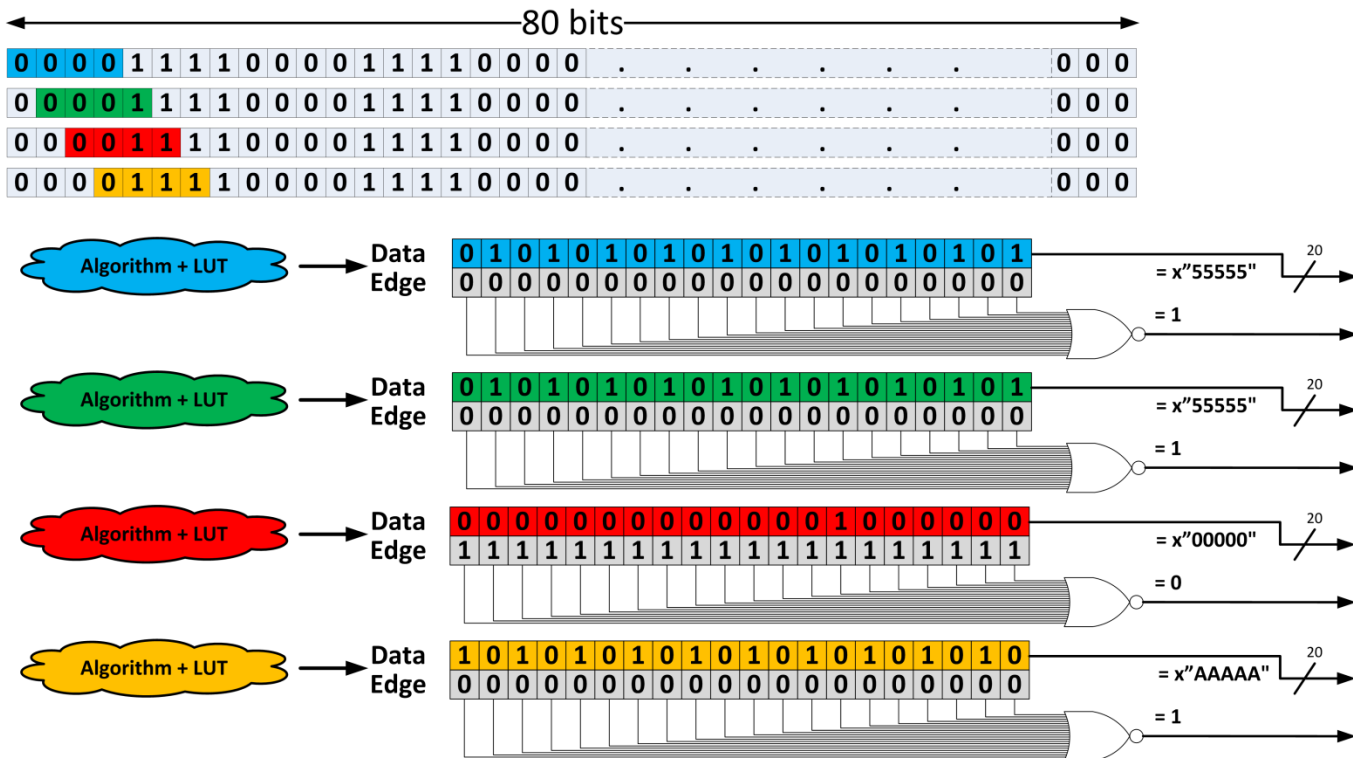 80 bits
0 0 0 0 1 1 1 1 0 0 0 0 1 1 1 1 0 0 0 0 . . . . . . 0 0 0
0 0 0 0 1 1 1 1 0 0 0 0 1 1 1 1 0 0 0 0 . . . . . . 0 0 0
0 0 0 0 1 1 1 1 0 0 0 0 1 1 1 1 0 0 0 0 . . . . . . 0 0 0
0 0 0 0 1 1 1 1 0 0 0 0 1 1 1 1 0 0 0 0 . . . . . . 0 0 0
Algorithm + LUT
Data 0 1 0 1 0 1 0 1 0 1 0 1 0 1 0 1 0 1 0 1
Edge 0 0 0 0 0 0 0 0 0 0 0 0 0 0 0 0 0 0 0 0
= x”55555"
20
= 1
Algorithm + LUT
Data 0 1 0 1 0 1 0 1 0 1 0 1 0 1 0 1 0 1 0 1
Edge 0 0 0 0 0 0 0 0 0 0 0 0 0 0 0 0 0 0 0 0
= x”55555"
20
= 1
Algorithm + LUT
Data 0 0 0 0 0 0 0 0 0 0 0 0 0 1 0 0 0 0 0 0
Edge 1 1 1 1 1 1 1 1 1 1 1 1 1 1 1 1 1 1 1 1
= x”00000"
20
= 0
Algorithm + LUT
Data 1 0 1 0 1 0 1 0 1 0 1 0 1 0 1 0 1 0 1 0
Edge 0 0 0 0 0 0 0 0 0 0 0 0 0 0 0 0 0 0 0 0
= x”AAAAA"
20
= 1